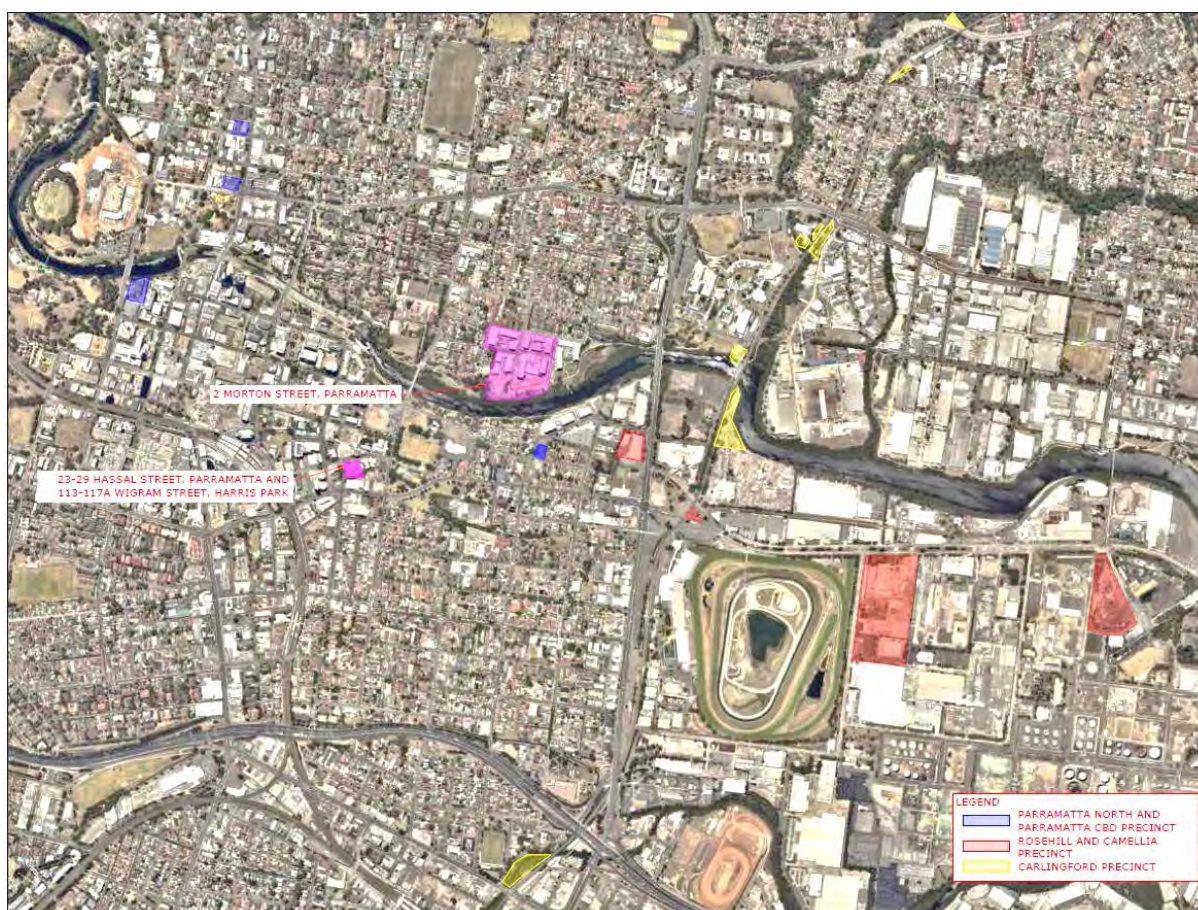 2 MORTON STREET, PARRAMATTA
23-29 HASSAL STREET, PARRAMATTA AND
113-117A WIGRAM STREET, HARRIS PARK
LEGEND
PARRAMATTA NORTH AND
PARRAMATTA CBD PRECINCT
ROSEHILL AND CAMELLIA
PRECINCT
CARLINGFORD PRECINCT